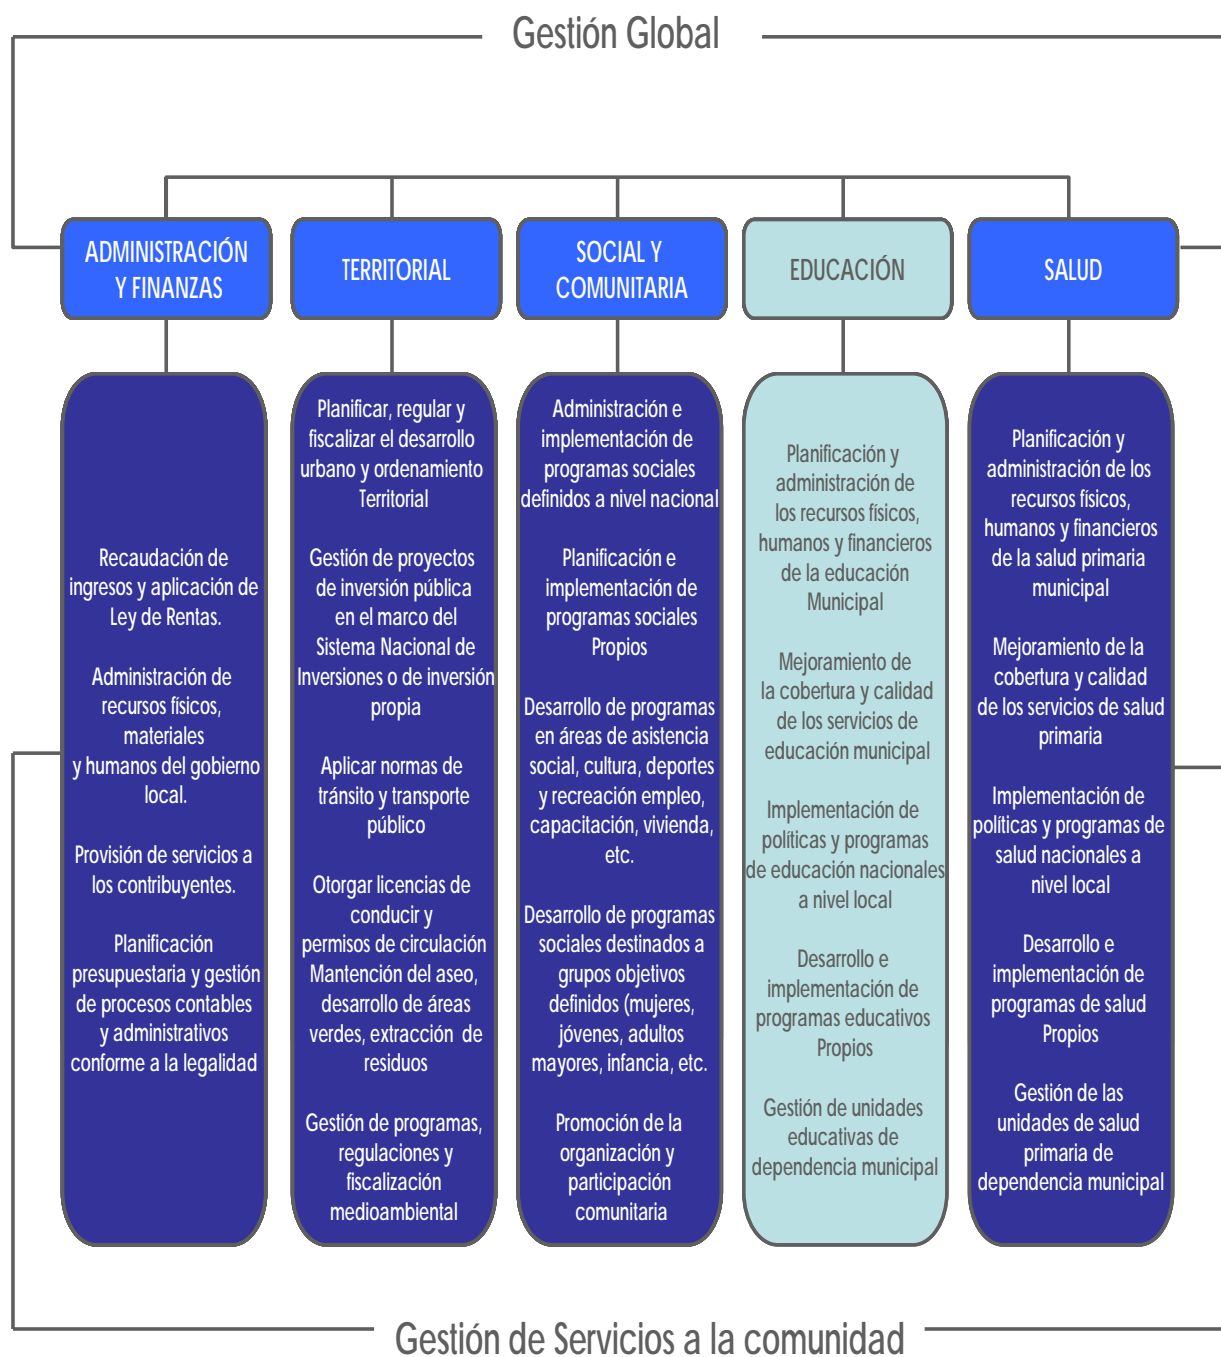 Gestión Global
ADMINISTRACIÓN
Y FINANZAS
TERRITORIAL
SOCIAL Y
COMUNITARIA
EDUCACIÓN
SALUD
Recaudación de
ingresos y aplicación de
Ley de Rentas.
Administración de
recursos físicos,
materiales
y humanos del gobierno
local.
Provisión de servicios a
los contribuyentes.
Planificación
presupuestaria y gestión
de procesos contables
y administrativos
conforme a la legalidad
Planificar, regular y
fiscalizar el desarrollo
urbano y ordenamiento
Territorial
Gestión de proyectos
de inversión pública
en el marco del
Sistema Nacional de
Inversiones o de inversión
propia
Aplicar normas de
tránsito y transporte
público
Otorgar licencias de
conducir y
permisos de circulación
Mantención del aseo,
desarrollo de áreas
verdes, extracción de
residuos
Gestión de programas,
regulaciones y
fiscalización
medioambiental
Administración e
implementación de
programas sociales
definidos a nivel nacional
Planificación e
implementación de
programas sociales
Propios
Desarrollo de programas
en áreas de asistencia
social, cultura, deportes
y recreación empleo,
capacitación, vivienda,
etc.
Desarrollo de programas
sociales destinados a
grupos objetivos
definidos (mujeres,
jóvenes, adultos
mayores, infancia, etc.
Promoción de la
organización y
participación
comunitaria
Planificación y
administración de
los recursos físicos,
humanos y financieros
de la educación
Municipal
Mejoramiento de
la cobertura y calidad
de los servicios de
educación municipal
Implementación de
políticas y programas
de educación nacionales
a nivel local
Desarrollo e
implementación de
programas educativos
Propios
Gestión de unidades
educativas de
dependencia municipal
Planificación y
administración de los
recursos físicos,
humanos y financieros
de la salud primaria
municipal
Mejoramiento de la
cobertura y calidad
de los servicios de salud
primaria
Implementación de
políticas y programas de
salud nacionales a
nivel local
Desarrollo e
implementación de
programas de salud
Propios
Gestión de las
unidades de salud
primaria de
dependencia municipal
Gestión de Servicios a la comunidad